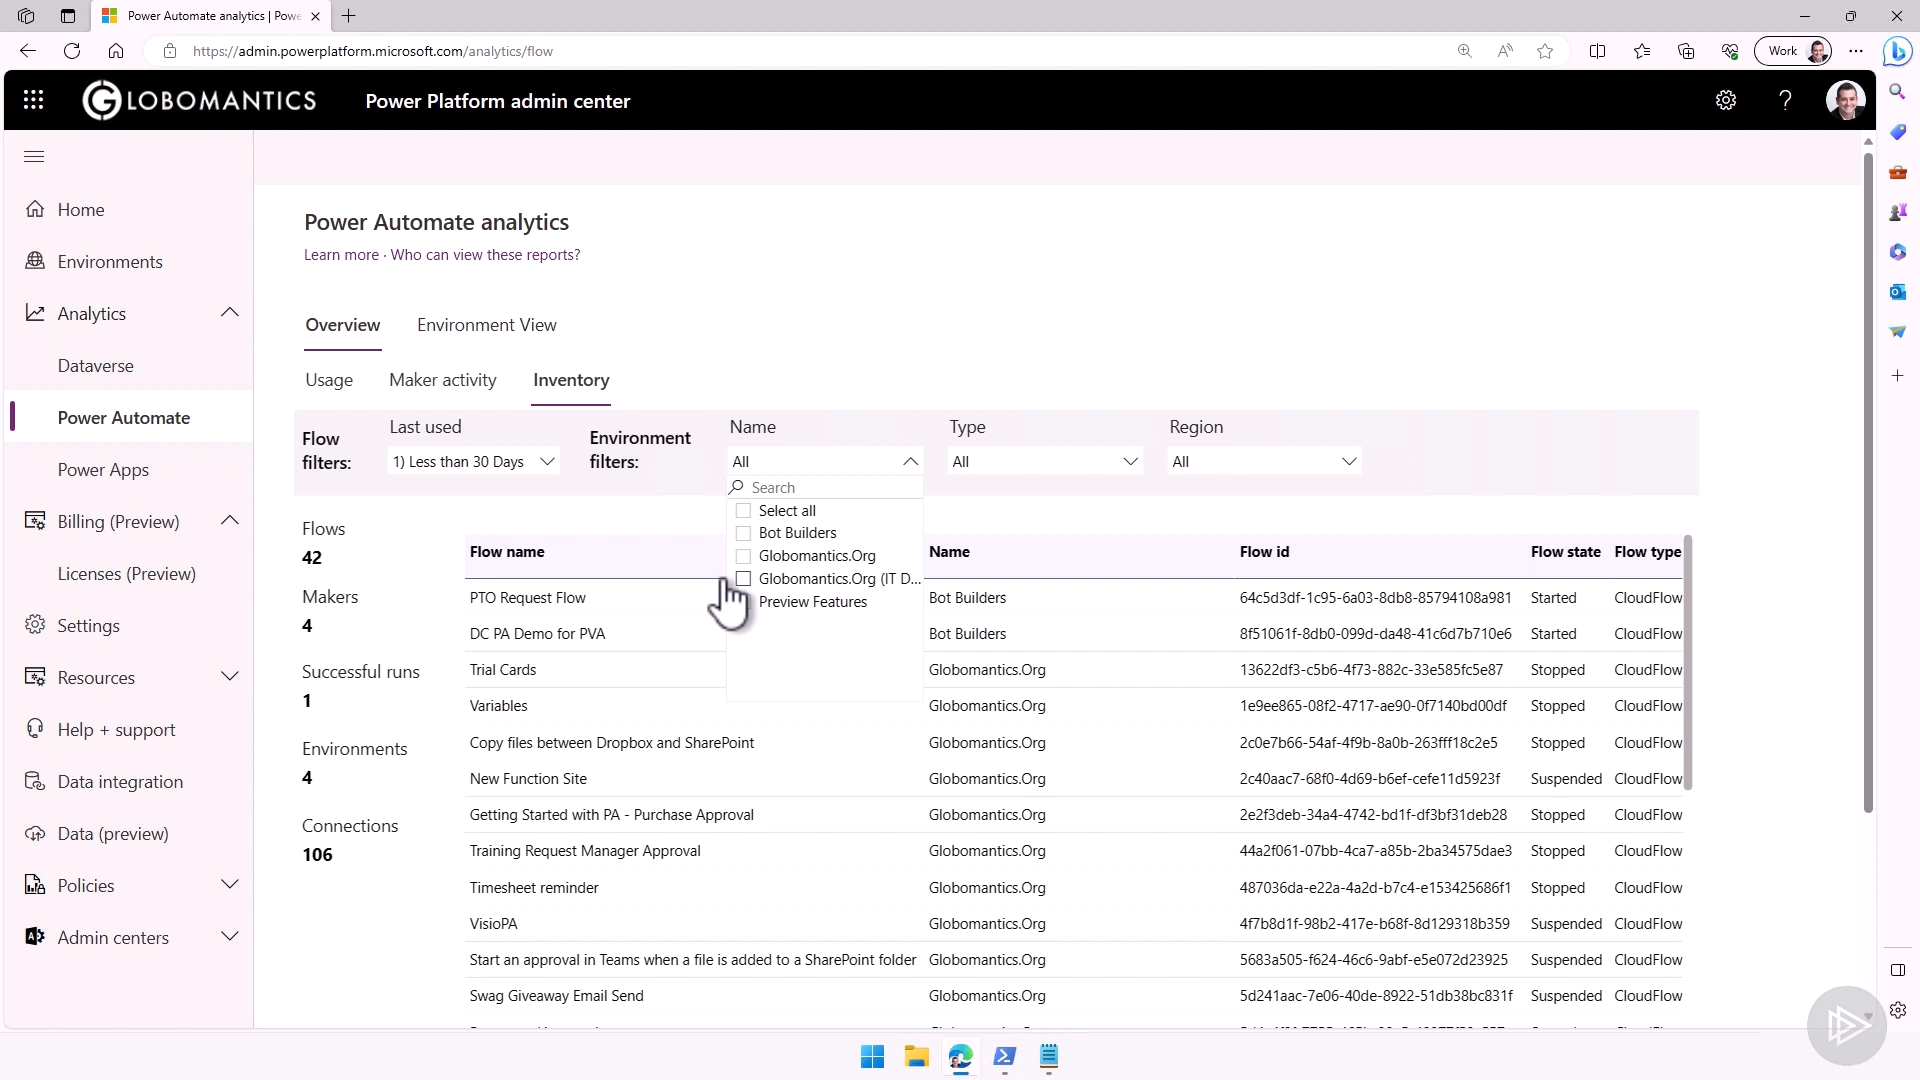 Power Automate analytics | Powe
https://admin.powerplatform.microsoft.com/analytics/flow
Work
GLOBOMANTICS
Power Platform admin center
Home
Environments
Analytics
Dataverse
Power Automate
Power Apps
Billing (Preview)
Licenses (Preview)
Settings
Resources
Help + support
Data integration
Data (preview)
Policies
Admin centers
Power Automate analytics
Learn more · Who can view these reports?
Overview Environment View
Usage Maker activity Inventory
Flow filters:
Last used
1) Less than 30 Days
Environment filters:
Name
All
Type
All
Region
All
Search
Select all
Bot Builders
Globomantics.Org
Globomantics.Org (IT D...
Preview Features
Flows
42
Makers
4
Successful runs
1
Environments
4
Connections
106
Flow name Name Flow id Flow state Flow type
PTO Request Flow Bot Builders 64c5d3df-1c95-6a03-8db8-85794108a981 Started CloudFlow
DC PA Demo for PVA Bot Builders 8f51061f-8db0-099d-da48-41c6d7b710e6 Started CloudFlow
Trial Cards Globomantics.Org 13622df3-c5b6-4f73-882c-33e585fc5e87 Stopped CloudFlow
Variables Globomantics.Org 1e9ee865-08f2-4717-ae90-0f7140bd00df Stopped CloudFlow
Copy files between Dropbox and SharePoint Globomantics.Org 2c0e7b66-54af-4f9b-8a0b-263fff18c2e5 Stopped CloudFlow
New Function Site Globomantics.Org 2c40aac7-68f0-4d69-b6ef-cefe11d5923f Suspended CloudFlow
Getting Started with PA - Purchase Approval Globomantics.Org 2e2f3deb-34a4-4742-bd1f-df3bf31deb28 Stopped CloudFlow
Training Request Manager Approval Globomantics.Org 44a2f061-07bb-4ca7-a85b-2ba34575dae3 Stopped CloudFlow
Timesheet reminder Globomantics.Org 487036da-e22a-4a2d-b7c4-e153425686f1 Stopped CloudFlow
VisioPA Globomantics.Org 4f7b8d1f-98b2-417e-b68f-8d129318b359 Suspended CloudFlow
Start an approval in Teams when a file is added to a SharePoint folder Globomantics.Org 5683a505-f624-46c6-9abf-e5e072d23925 Suspended CloudFlow
Swag Giveaway Email Send Globomantics.Org 5d241aac-7e06-40de-8922-51db38bc831f Suspended CloudFlow